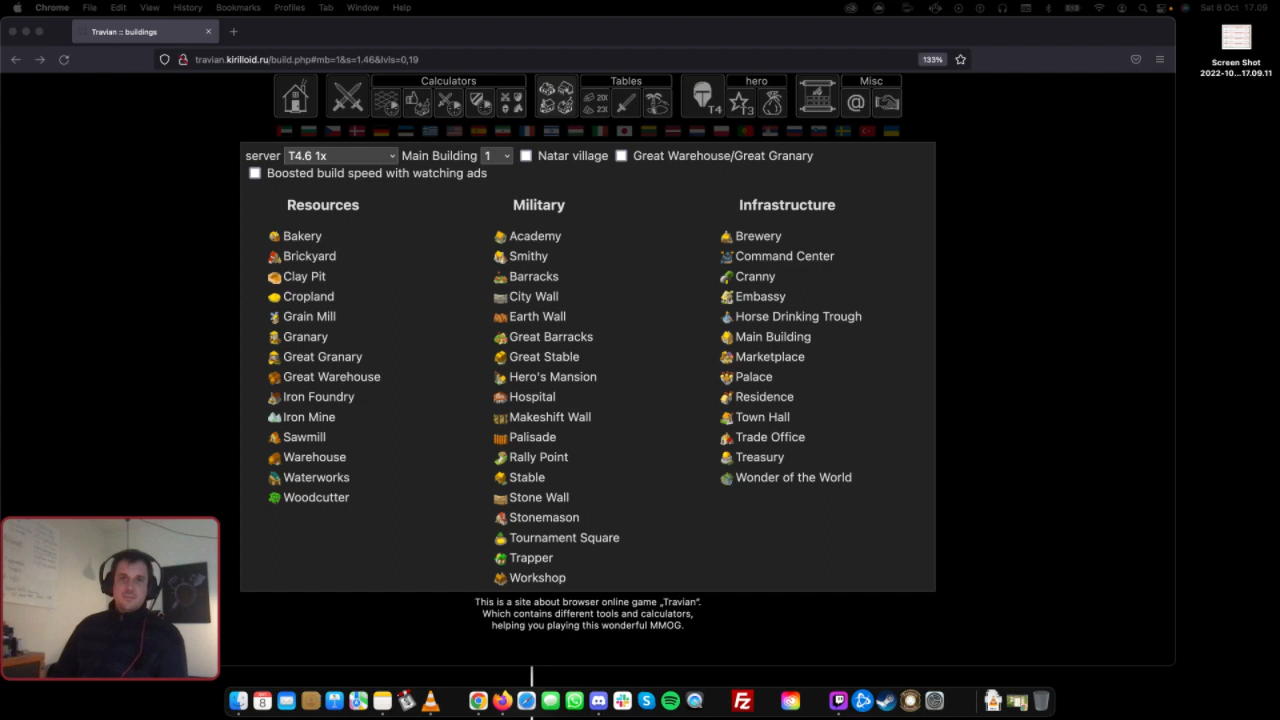 Chrome File Edit View History Bookmarks Profiles Tab Window Help Sat 8 Oct 17.09
Travian :: buildings
travian.kirilloid.ru/build.php#mb=1&s=1.46&lvls=0,19 133%
Screen Shot
2022-10...17.09.11
Calculators Tables hero Misc
T4 T3
server T4.6 1x Main Building 1 Natar village Great Warehouse/Great Granary
Boosted build speed with watching ads
Resources Military Infrastructure
Bakery Academy Brewery
Brickyard Smithy Command Center
Clay Pit Barracks Cranny
Cropland City Wall Embassy
Grain Mill Earth Wall Horse Drinking Trough
Granary Great Barracks Main Building
Great Granary Great Stable Marketplace
Great Warehouse Hero's Mansion Palace
Iron Foundry Hospital Residence
Iron Mine Makeshift Wall Town Hall
Sawmill Palisade Trade Office
Warehouse Rally Point Treasury
Waterworks Stable Wonder of the World
Woodcutter Stone Wall
Stonemason
Tournament Square
Trapper
Workshop
This is a site about browser online game „Travian“.
Which contains different tools and calculators,
helping you playing this wonderful MMOG.
8